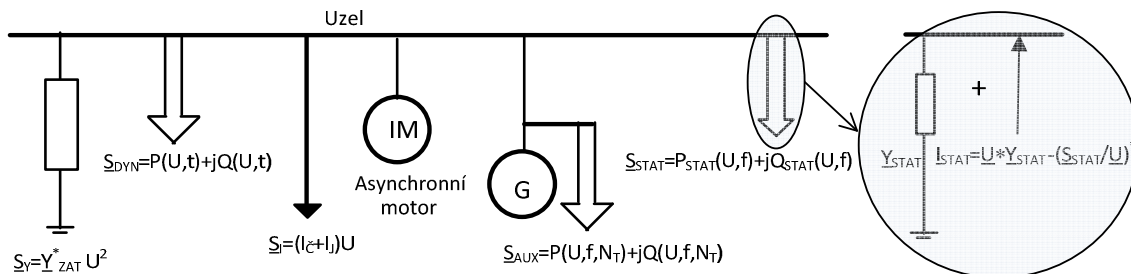 Uzel
IM
Asynchronní
motor
G
+
S_DYN=P(U,t)+jQ(U,t)
S_STAT=P_STAT(U,f)+jQ_STAT(U,f)
Y_STAT
I_STAT=U*Y_STAT-(S_STAT/U)*
S_Y=Y*_ZAT U²
S_I=(I_Č+I_J)U
S_AUX=P(U,f,N_T)+jQ(U,f,N_T)